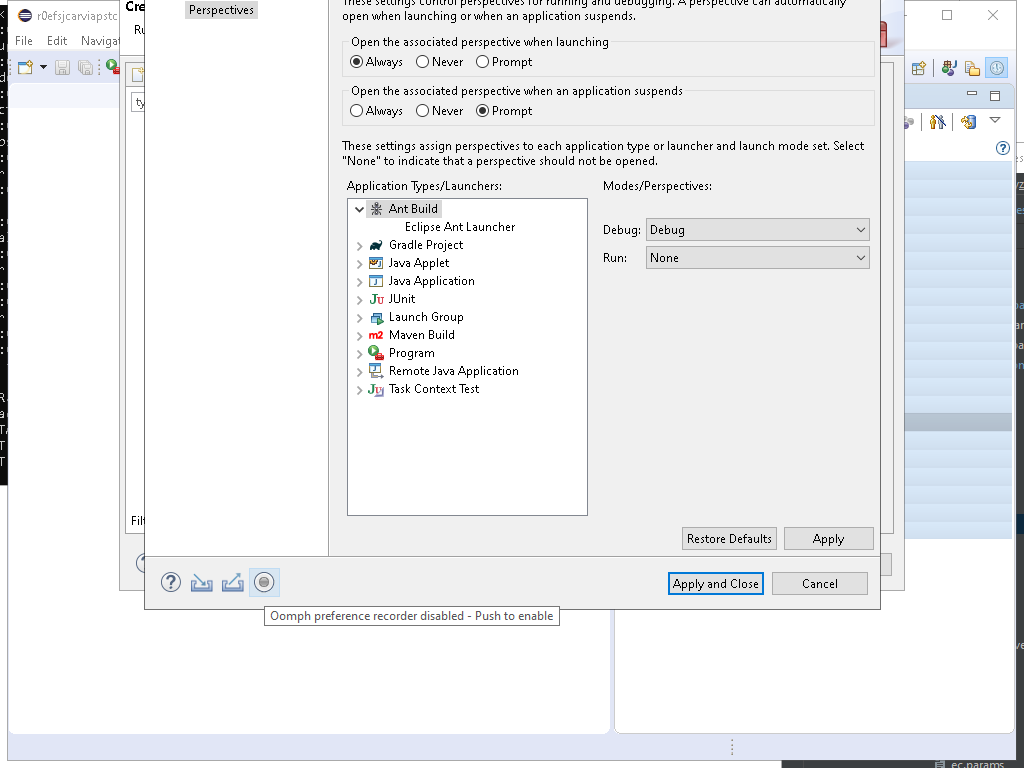 Cre
Perspectives
These settings control perspectives for running and debugging. A perspective can automatically
open when launching or when an application suspends.
r0efsjcarviapstc
File Edit Navigat
Ru
Open the associated perspective when launching
Always Never Prompt
Open the associated perspective when an application suspends
Always Never Prompt
ty
These settings assign perspectives to each application type or launcher and launch mode set. Select
"None" to indicate that a perspective should not be opened.
Application Types/Launchers:
Modes/Perspectives:
Ant Build
Eclipse Ant Launcher
Gradle Project
Java Applet
Java Application
JUnit
Launch Group
Maven Build
Program
Remote Java Application
Task Context Test
Debug: Debug
Run: None
Filt
Restore Defaults Apply
Apply and Close Cancel
Oomph preference recorder disabled - Push to enable
ec.params